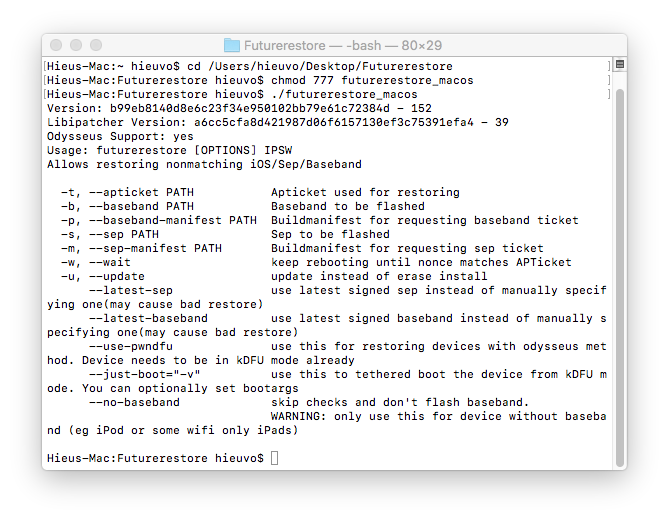 Futurerestore — -bash — 80×29
[Hieus-Mac:~ hieuvo$ cd /Users/hieuvo/Desktop/Futurerestore ]
[Hieus-Mac:Futurerestore hieuvo$ chmod 777 futurerestore_macos ]
[Hieus-Mac:Futurerestore hieuvo$ ./futurerestore_macos ]
Version: b99eb8140d8e6c23f34e950102bb79e61c72384d - 152
Libipatcher Version: a6cc5cfa8d421987d06f6157130ef3c75391efa4 - 39
Odysseus Support: yes
Usage: futurerestore [OPTIONS] IPSW
Allows restoring nonmatching iOS/Sep/Baseband
-t, --apticket PATH Apticket used for restoring
-b, --baseband PATH Baseband to be flashed
-p, --baseband-manifest PATH Buildmanifest for requesting baseband ticket
-s, --sep PATH Sep to be flashed
-m, --sep-manifest PATH Buildmanifest for requesting sep ticket
-w, --wait keep rebooting until nonce matches APTicket
-u, --update update instead of erase install
--latest-sep use latest signed sep instead of manually specif
ying one(may cause bad restore)
--latest-baseband use latest signed baseband instead of manually s
pecifying one(may cause bad restore)
--use-pwndfu use this for restoring devices with odysseus met
hod. Device needs to be in kDFU mode already
--just-boot="-v" use this to tethered boot the device from kDFU m
ode. You can optionally set bootargs
--no-baseband skip checks and don't flash baseband.
WARNING: only use this for device without baseba
nd (eg iPod or some wifi only iPads)
Hieus-Mac:Futurerestore hieuvo$